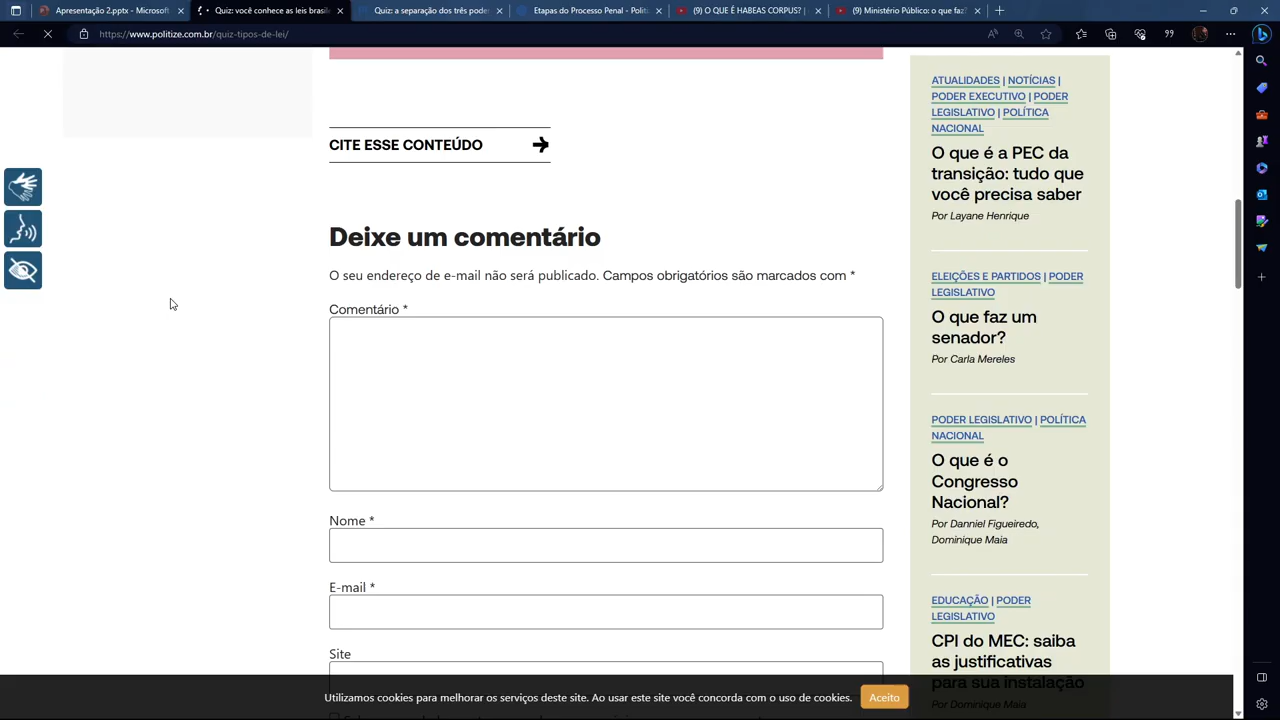 Apresentação 2.pptx - Microsoft
Quiz: você conhece as leis brasile
Quiz: a separação dos três poder
Etapas do Processo Penal - Politi
(9) O QUE É HABEAS CORPUS? |
(9) Ministério Público: o que faz?
https://www.politize.com.br/quiz-tipos-de-lei/
CITE ESSE CONTEÚDO
Deixe um comentário
O seu endereço de e-mail não será publicado. Campos obrigatórios são marcados com *
Comentário *
Nome *
E-mail *
Site
ATUALIDADES | NOTÍCIAS |
PODER EXECUTIVO | PODER
LEGISLATIVO | POLÍTICA
NACIONAL
O que é a PEC da
transição: tudo que
você precisa saber
Por Layane Henrique
ELEIÇÕES E PARTIDOS | PODER
LEGISLATIVO
O que faz um
senador?
Por Carla Mereles
PODER LEGISLATIVO | POLÍTICA
NACIONAL
O que é o
Congresso
Nacional?
Por Danniel Figueiredo,
Dominique Maia
EDUCAÇÃO | PODER
LEGISLATIVO
CPI do MEC: saiba
as justificativas
para sua instalação
Por Dominique Maia
Utilizamos cookies para melhorar os serviços deste site. Ao usar este site você concorda com o uso de cookies.
Aceito